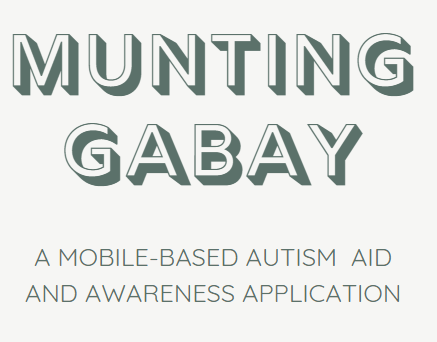 MUNTING
GABAY
A MOBILE-BASED AUTISM AID
AND AWARENESS APPLICATION